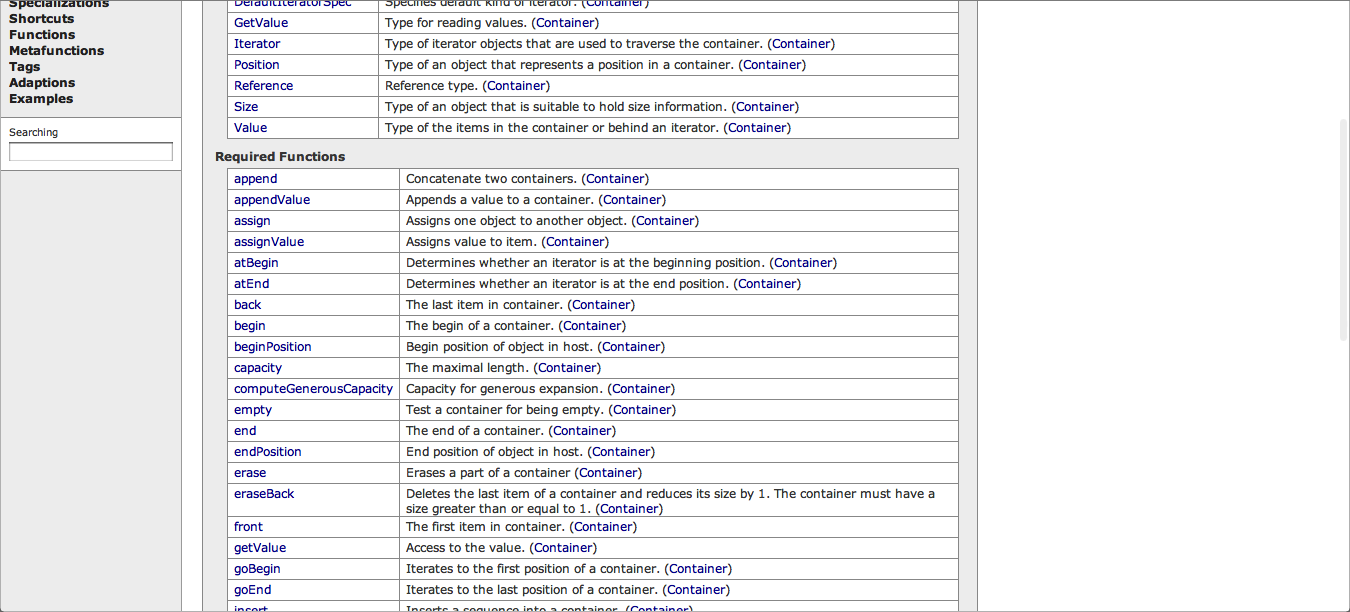 Specializations
Shortcuts
Functions
Metafunctions
Tags
Adaptions
Examples
Searching
DefaultIteratorSpec Specifies default kind of iterator. (Container)
GetValue Type for reading values. (Container)
Iterator Type of iterator objects that are used to traverse the container. (Container)
Position Type of an object that represents a position in a container. (Container)
Reference Reference type. (Container)
Size Type of an object that is suitable to hold size information. (Container)
Value Type of the items in the container or behind an iterator. (Container)
Required Functions
append Concatenate two containers. (Container)
appendValue Appends a value to a container. (Container)
assign Assigns one object to another object. (Container)
assignValue Assigns value to item. (Container)
atBegin Determines whether an iterator is at the beginning position. (Container)
atEnd Determines whether an iterator is at the end position. (Container)
back The last item in container. (Container)
begin The begin of a container. (Container)
beginPosition Begin position of object in host. (Container)
capacity The maximal length. (Container)
computeGenerousCapacity Capacity for generous expansion. (Container)
empty Test a container for being empty. (Container)
end The end of a container. (Container)
endPosition End position of object in host. (Container)
erase Erases a part of a container (Container)
eraseBack Deletes the last item of a container and reduces its size by 1. The container must have a
size greater than or equal to 1. (Container)
front The first item in container. (Container)
getValue Access to the value. (Container)
goBegin Iterates to the first position of a container. (Container)
goEnd Iterates to the last position of a container. (Container)
insert Inserts a sequence into a container. (Container)